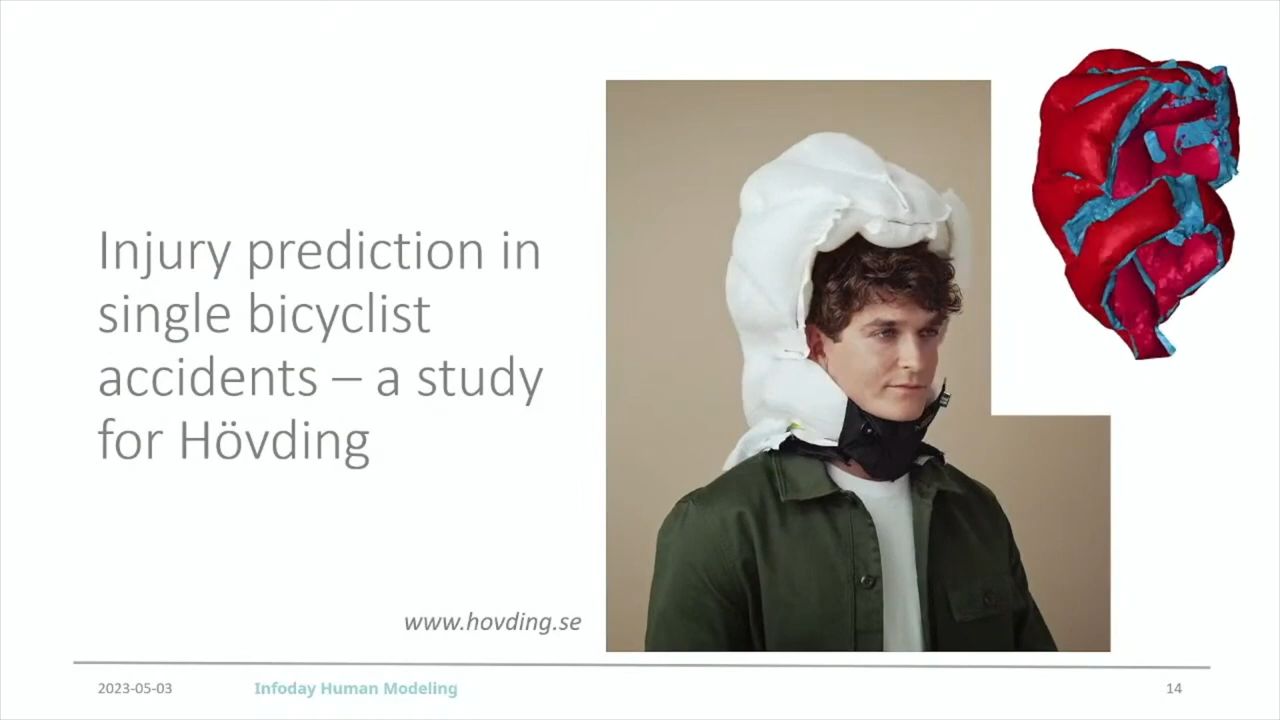 Injury prediction in
single bicyclist
accidents – a study
for Hövding
www.hovding.se
2023-05-03
Infoday Human Modeling
14